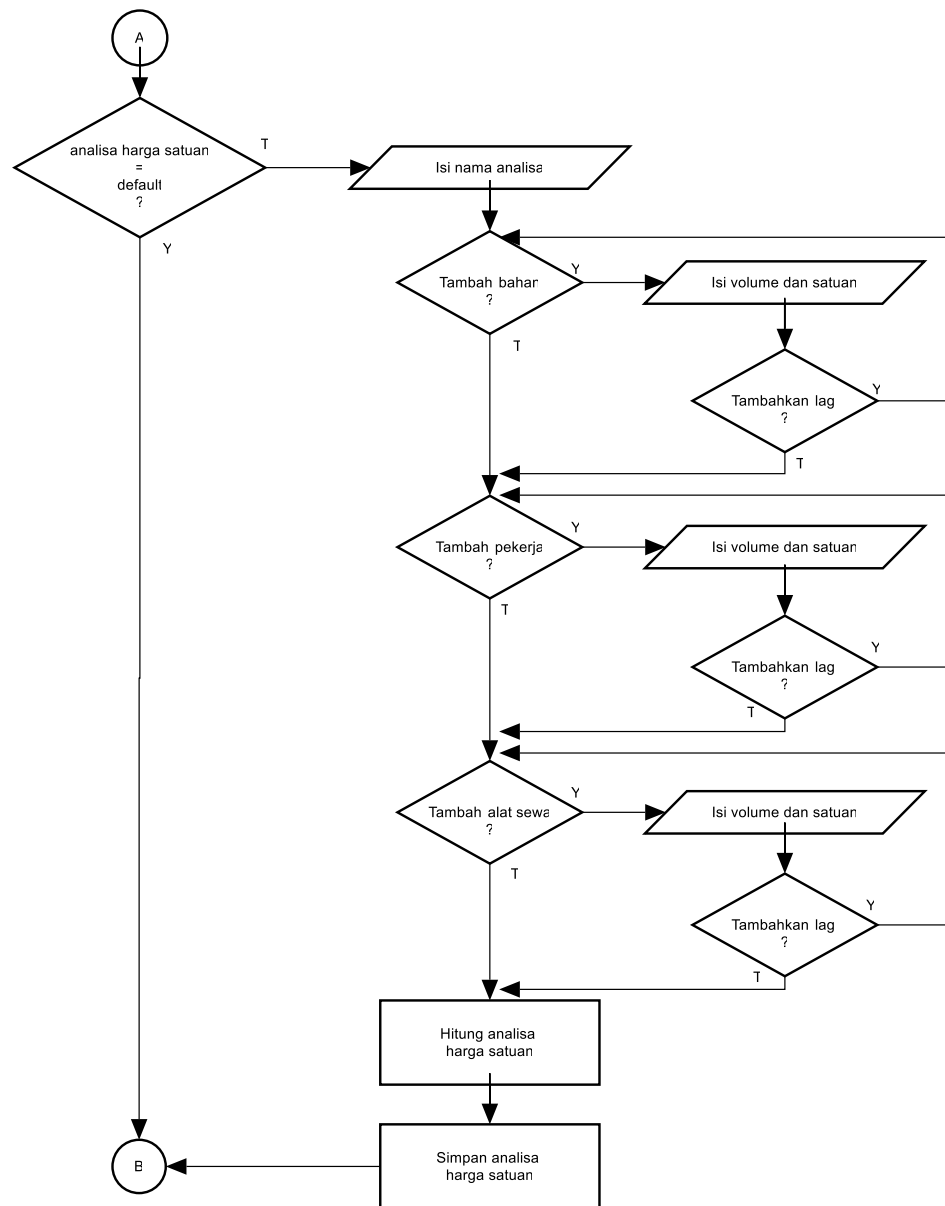 A
analisa harga satuan
=
default
?
T
Y
Isi nama analisa
Tambah bahan
?
Y
T
Isi volume dan satuan
Tambahkan lag
?
Y
T
Tambah pekerja
?
Y
T
Isi volume dan satuan
Tambahkan lag
?
Y
T
Tambah alat sewa
?
Y
T
Isi volume dan satuan
Tambahkan lag
?
Y
T
Hitung analisa
harga satuan
Simpan analisa
harga satuan
B